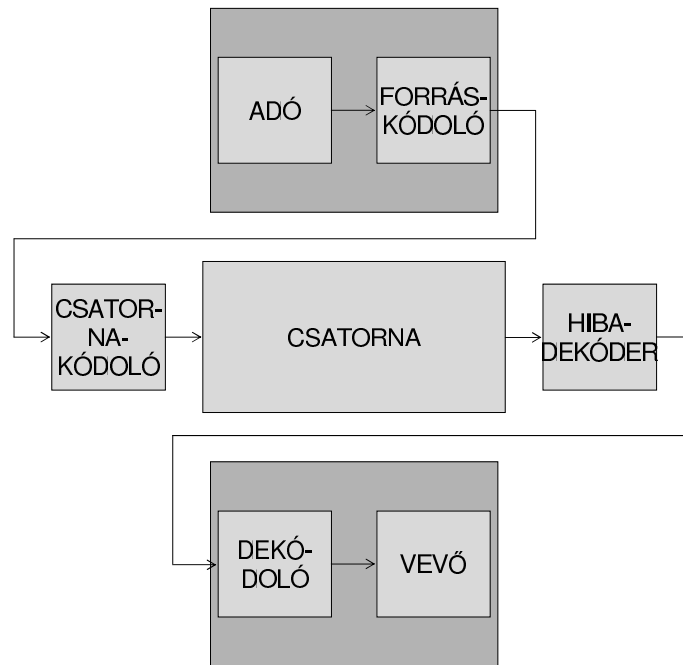 ADÓ
FORRÁS-
KÓDOLÓ
CSATOR-
NA-
KÓDOLÓ
CSATORNA
HIBA-
DEKÓDER
DEKÓ-
DOLÓ
VEVŐ